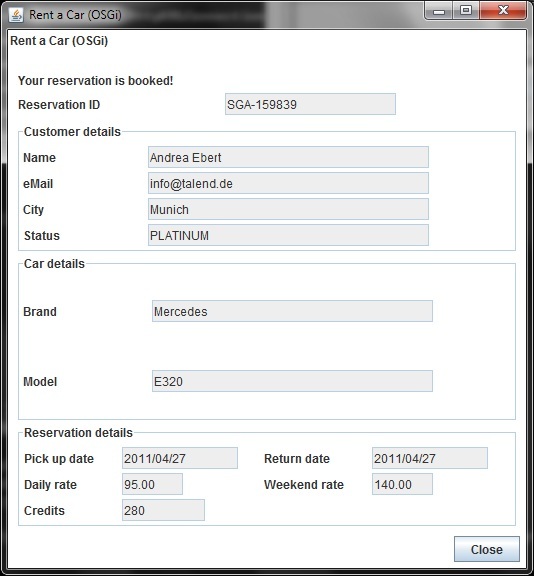 Rent a Car (OSGi)
Rent a Car (OSGi)
Your reservation is booked!
Reservation ID SGA-159839
Customer details
Name Andrea Ebert
eMail info@talend.de
City Munich
Status PLATINUM
Car details
Brand Mercedes
Model E320
Reservation details
Pick up date 2011/04/27 Return date 2011/04/27
Daily rate 95.00 Weekend rate 140.00
Credits 280
Close